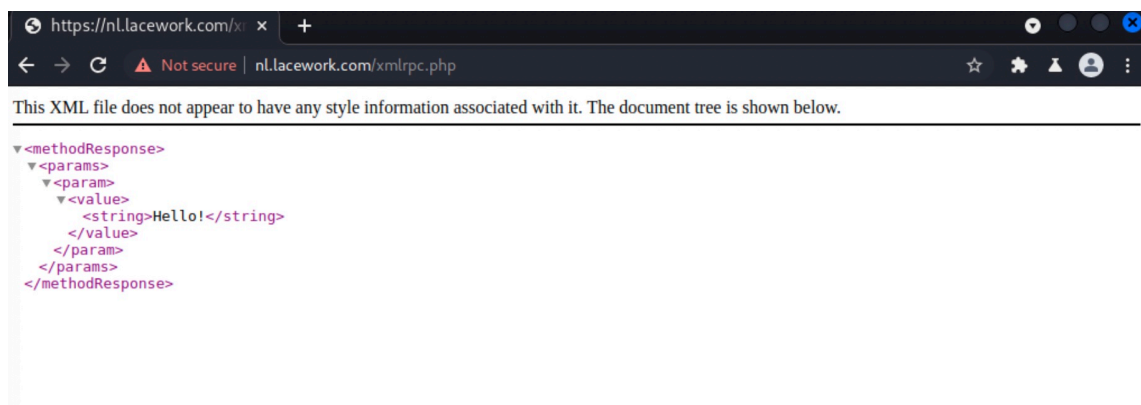 https://nl.lacework.com/x
Not secure | nl.lacework.com/xmlrpc.php
This XML file does not appear to have any style information associated with it. The document tree is shown below.
<methodResponse>
<params>
<param>
<value>
<string>Hello!</string>
</value>
</param>
</params>
</methodResponse>